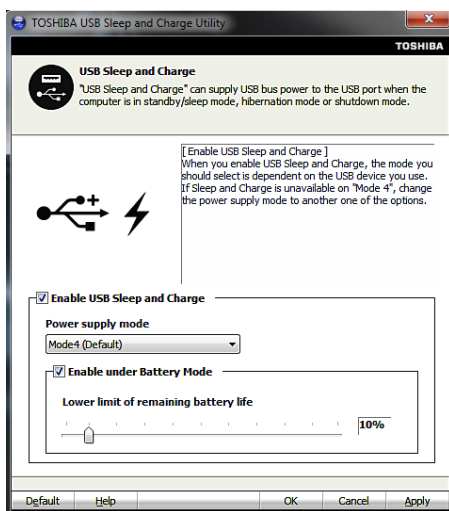 TOSHIBA USB Sleep and Charge Utility
TOSHIBA
USB Sleep and Charge
"USB Sleep and Charge" can supply USB bus power to the USB port when the
computer is in standby/sleep mode, hibernation mode or shutdown
mode.
[ Enable USB Sleep and Charge ]
When you enable USB Sleep and Charge, the mode you
should select is dependent on the USB device you use.
If Sleep and Charge is unavailable on "Mode 4", change
the power supply mode to another one of the options.
Enable USB Sleep and Charge
Power supply mode
Mode4 (Default)
Enable under Battery Mode
Lower limit of remaining battery life
10%
Default Help OK Cancel Apply